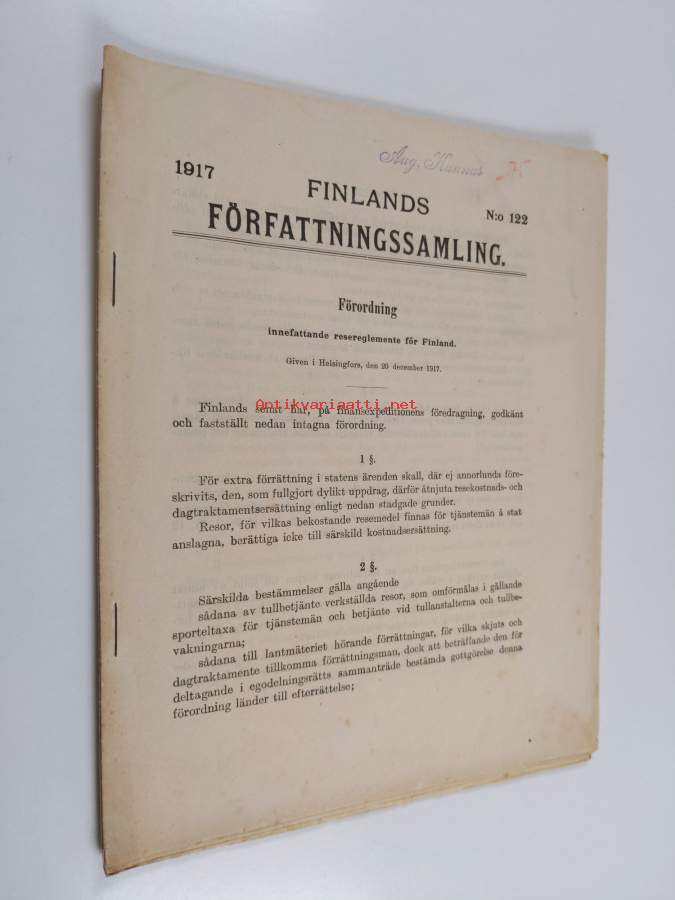 Aug. Hannas
1917
FINLANDS
N:o 122
FÖRFATTNINGSSAMLING.
Förordning
innefattande resereglemente för Finland.
Given i Helsingfors, den 20 december 1917.
Antikvariaatti.net
Finlands senat har, på finansexpeditionens föredragning, godkänt
och fastställt nedan intagna förordning.
1 §.
För extra förrättning i statens ärenden skall, där ej annorlunda före-
skrivits, den, som fullgjort dylikt uppdrag, därför åtnjuta resekostnads- och
dagtraktamentsersättning enligt nedan stadgade grunder.
Resor, för vilkas bekostande resemedel finnas för tjänstemän å stat
anslagna, berättiga icke till särskild kostnadsersättning.
2 §.
Särskilda bestämmelser gälla angående
sådana av tullbetjänte verkställda resor, som omförmälas i gällande
sporteltaxa för tjänstemän och betjänte vid tullanstalterna och tullbe-
vakningarna;
sådana till lantmäteriet hörande förrättningar, för vilka skjuts och
dagtraktamente tillkomma förrättningsman, dock att beträffande den för
deltagande i egodelningsrätts sammanträde bestämda gottgörelse denna
förordning länder till efterrättelse;